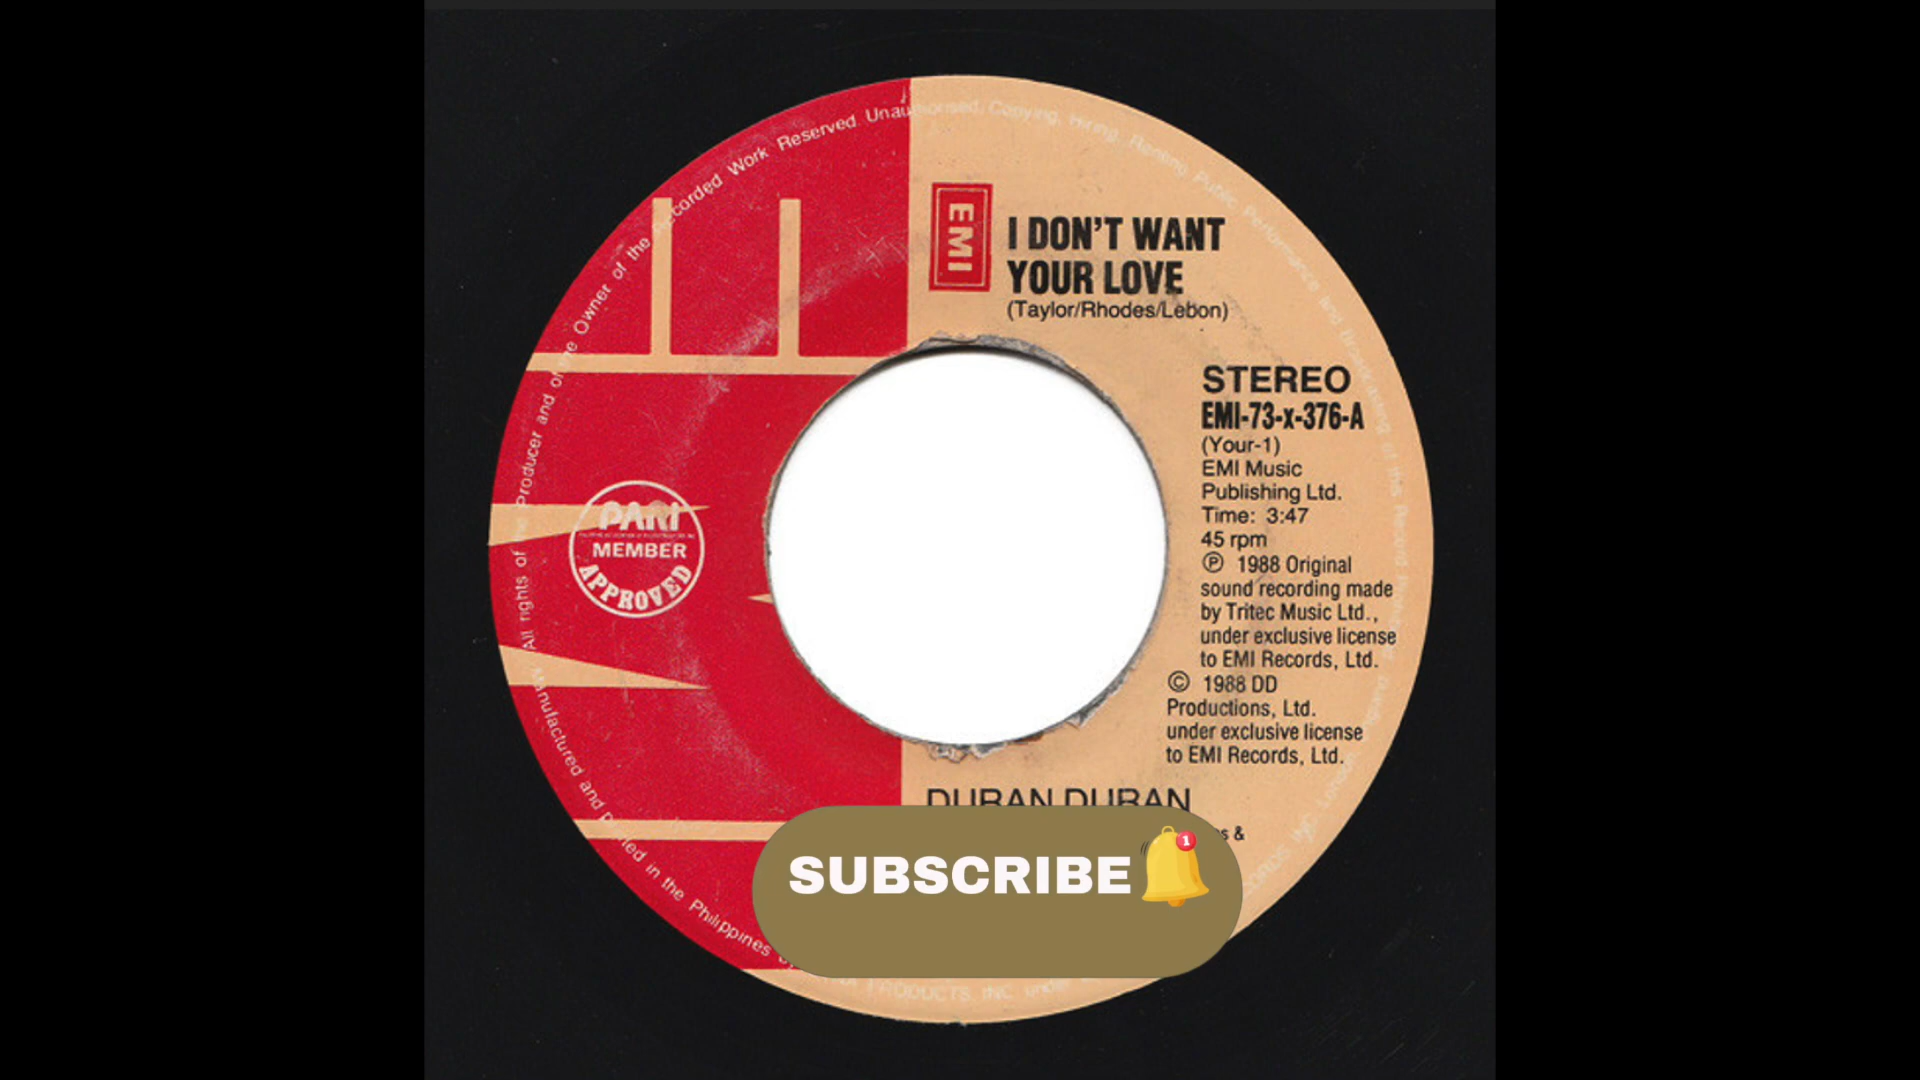 All rights of the Producer and of the Owner of the Recorded Work Reserved. Unauthorised Copying, Hiring, Renting Public Performance and Broadcasting of this Record
EMI
I DON'T WANT
YOUR LOVE
(Taylor/Rhodes/Lebon)
STEREO
EMI-73-x-376-A
(Your-1)
EMI Music
Publishing Ltd.
Time: 3:47
45 rpm
Ⓟ 1988 Original
sound recording made
by Tritec Music Ltd.,
under exclusive license
to EMI Records, Ltd.
© 1988 DD
Productions, Ltd.
under exclusive license
to EMI Records, Ltd.
PARI
MEMBER
APPROVED
DURAN DURAN
&
SUBSCRIBE
1
Manufactured and in the Philippines PRODUCTS INC. under